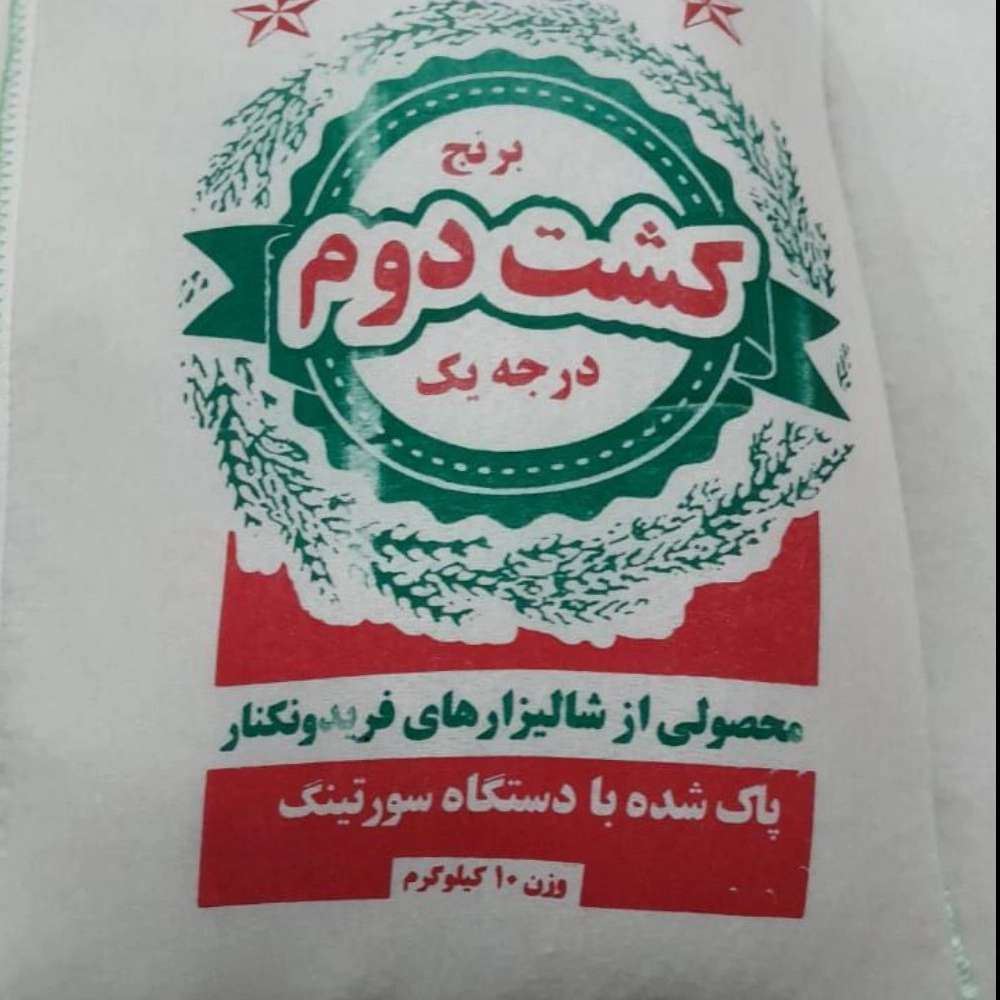 برنج
کشت دوم
درجه یک
محصولی از شالیزارهای فریدونکنار
پاک شده با دستگاه سورتینگ
وزن ۱۰ کیلوگرم